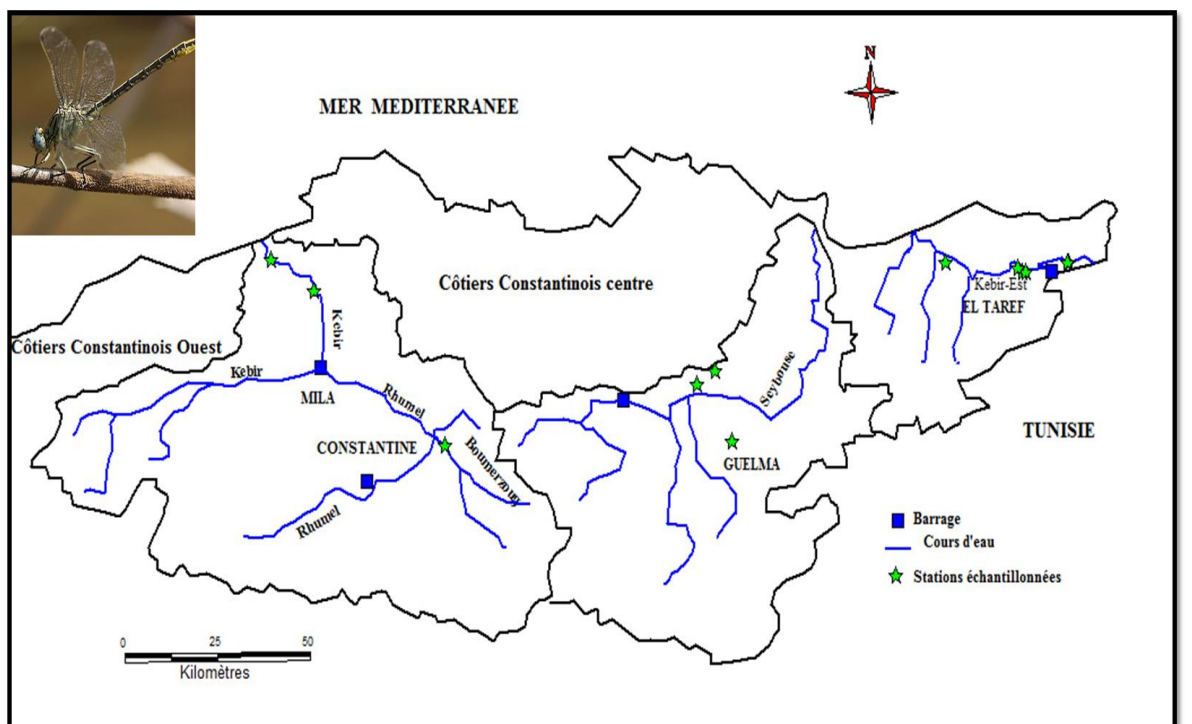 N
MER MEDITERRANEE
Côtiers Constantinois centre
Kebir-Est
EL TAREF
Kebir
Côtiers Constantinois Ouest
Kebir
Seybouse
MILA
Rhumel
TUNISIE
CONSTANTINE
Boumerzoug
GUELMA
Rhumel
Barrage
Cours d'eau
Stations échantillonnées
0 25 50
Kilomètres